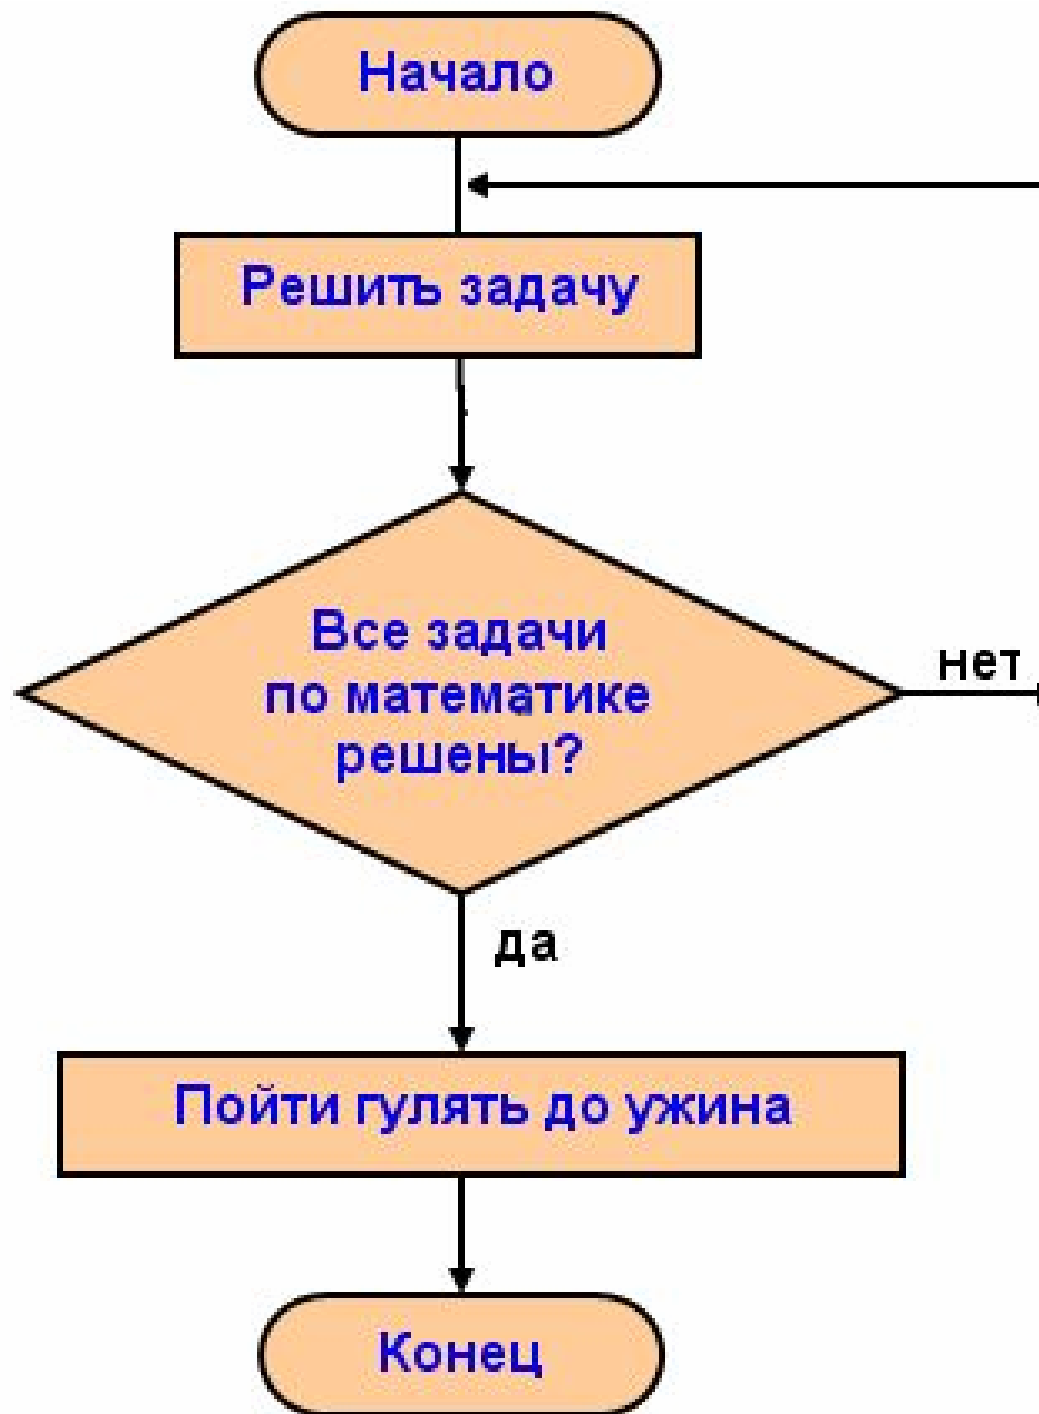 Начало
Решить задачу
Все задачи
по математике
решены?
нет
да
Пойти гулять до ужина
Конец